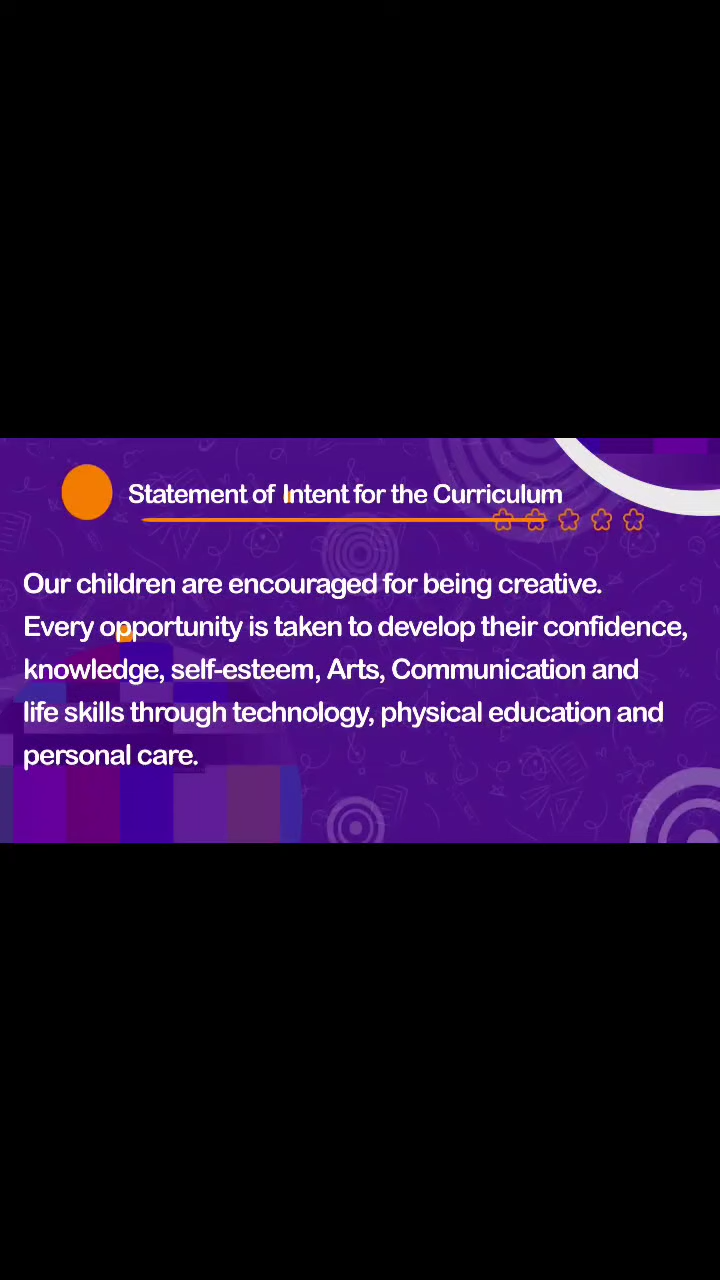 Statement of Intent for the Curriculum
Our children are encouraged for being creative.
Every opportunity is taken to develop their confidence,
knowledge, self-esteem, Arts, Communication and
life skills through technology, physical education and
personal care.